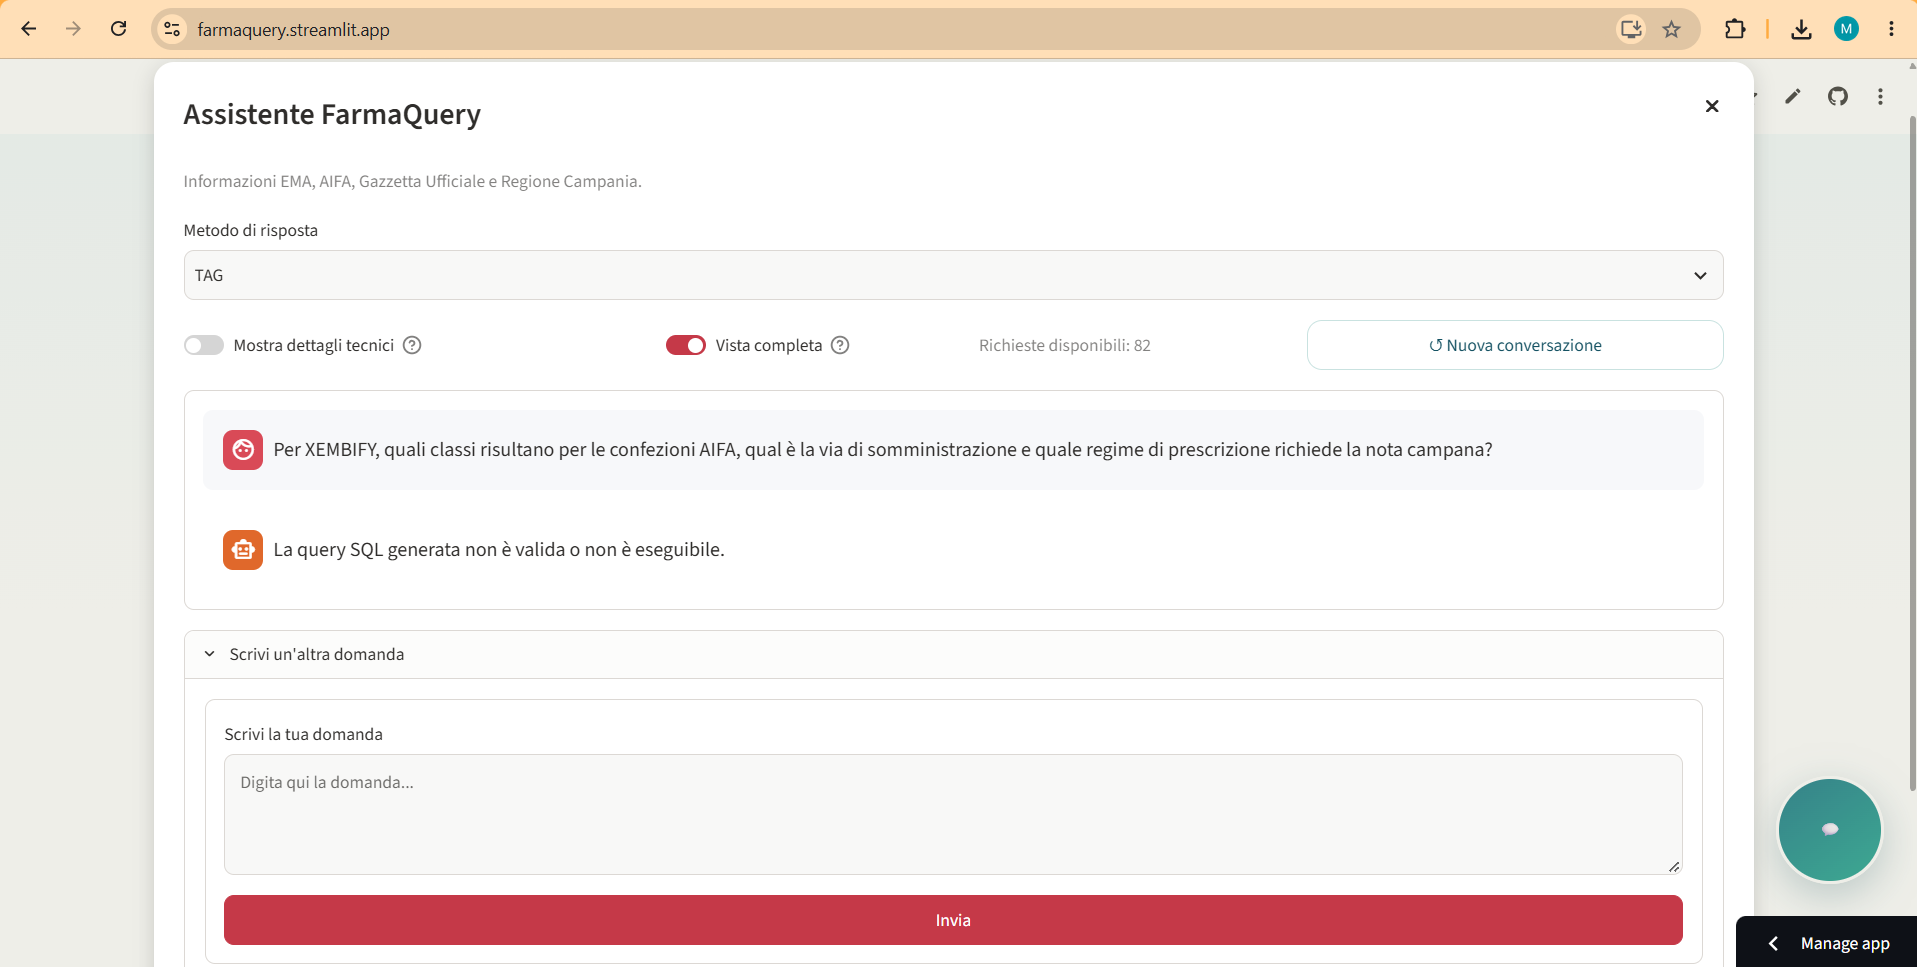 farmaquery.streamlit.app
M
Assistente FarmaQuery
Informazioni EMA, AIFA, Gazzetta Ufficiale e Regione Campania.
Metodo di risposta
TAG
Mostra dettagli tecnici
Vista completa
Richieste disponibili: 82
↺ Nuova conversazione
Per XEMBIFY, quali classi risultano per le confezioni AIFA, qual è la via di somministrazione e quale regime di prescrizione richiede la nota campana?
La query SQL generata non è valida o non è eseguibile.
Scrivi un'altra domanda
Scrivi la tua domanda
Digita qui la domanda...
Invia
Manage app